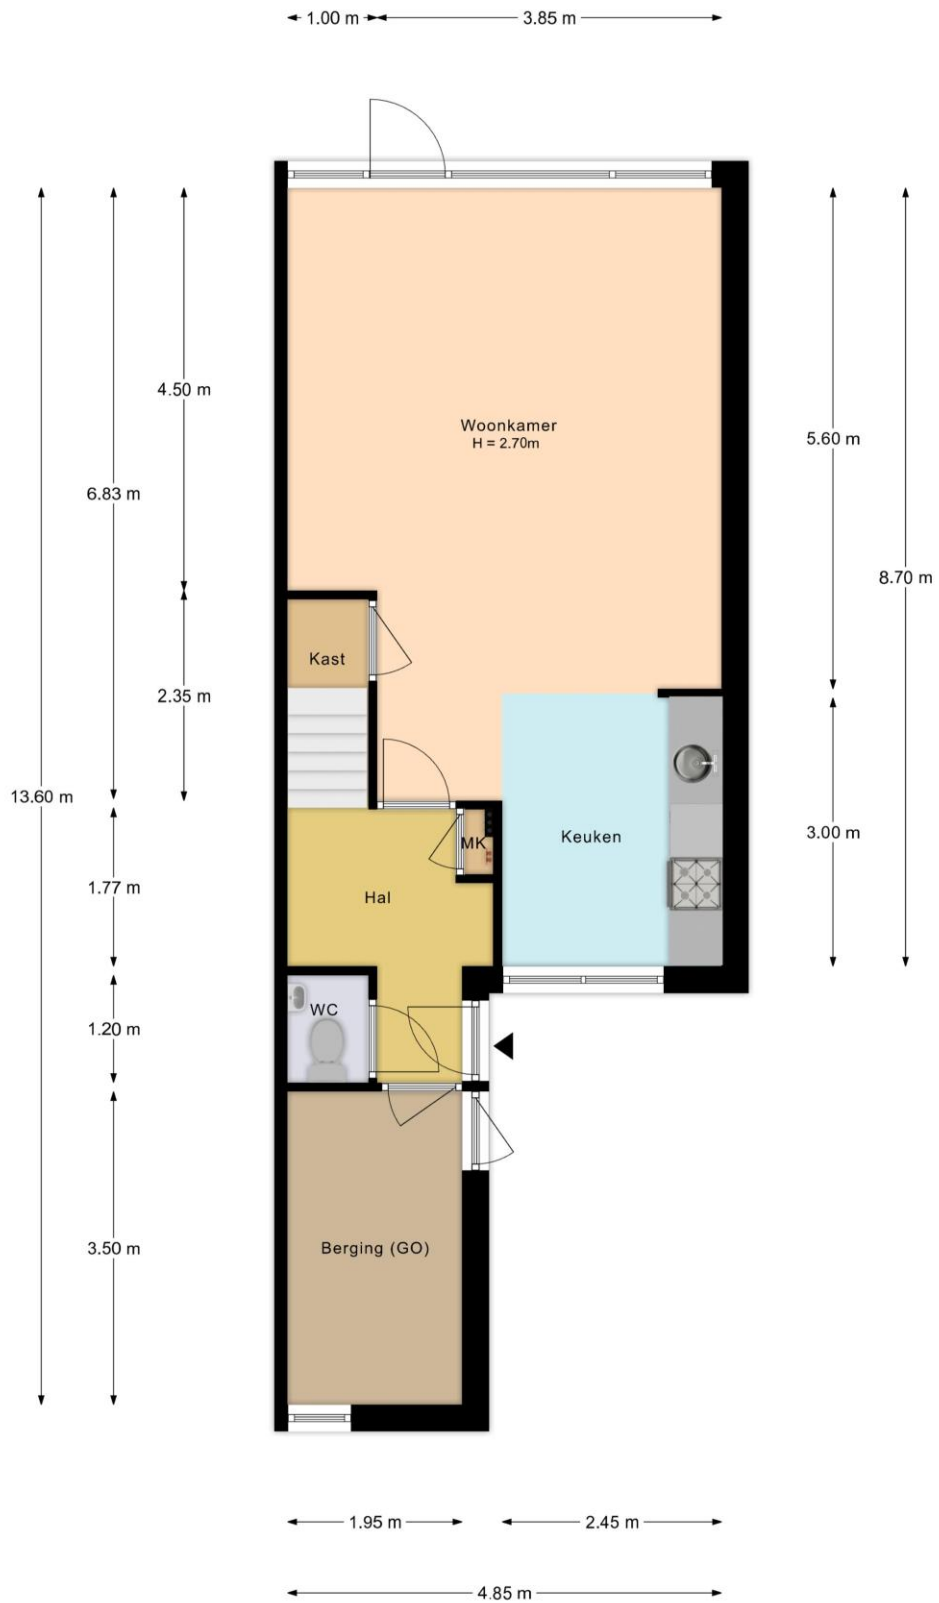 1.00 m
3.85 m
4.50 m
Woonkamer
H = 2.70m
5.60 m
6.83 m
8.70 m
Kast
2.35 m
13.60 m
Keuken
3.00 m
MK
1.77 m
Hal
WC
1.20 m
3.50 m
Berging (GO)
1.95 m
2.45 m
4.85 m